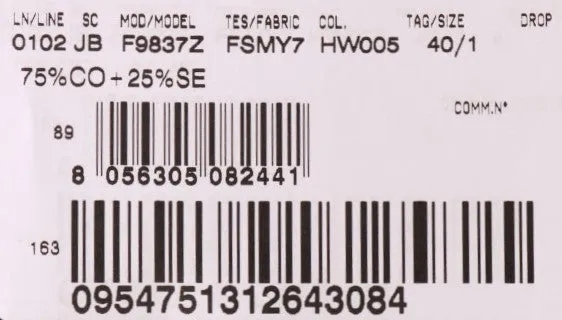 LN/LINE SC MOD/MODEL TES/FABRIC COL. TAG/SIZE DROP
0102 JB F9837Z FSMY7 HW005 40/1
75%CO+25%SE
COMM.N°
89
8 056305 082441
163
0954751312643084